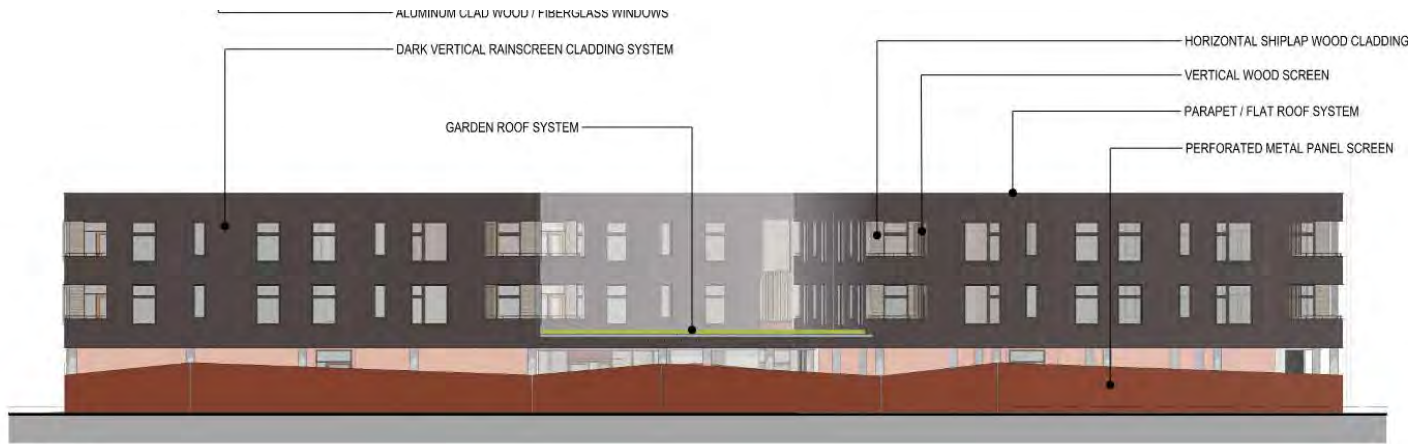 ALUMINUM CLAD WOOD / FIBERGLASS WINDOWS
DARK VERTICAL RAINSCREEN CLADDING SYSTEM
GARDEN ROOF SYSTEM
HORIZONTAL SHIPLAP WOOD CLADDING
VERTICAL WOOD SCREEN
PARAPET / FLAT ROOF SYSTEM
PERFORATED METAL PANEL SCREEN